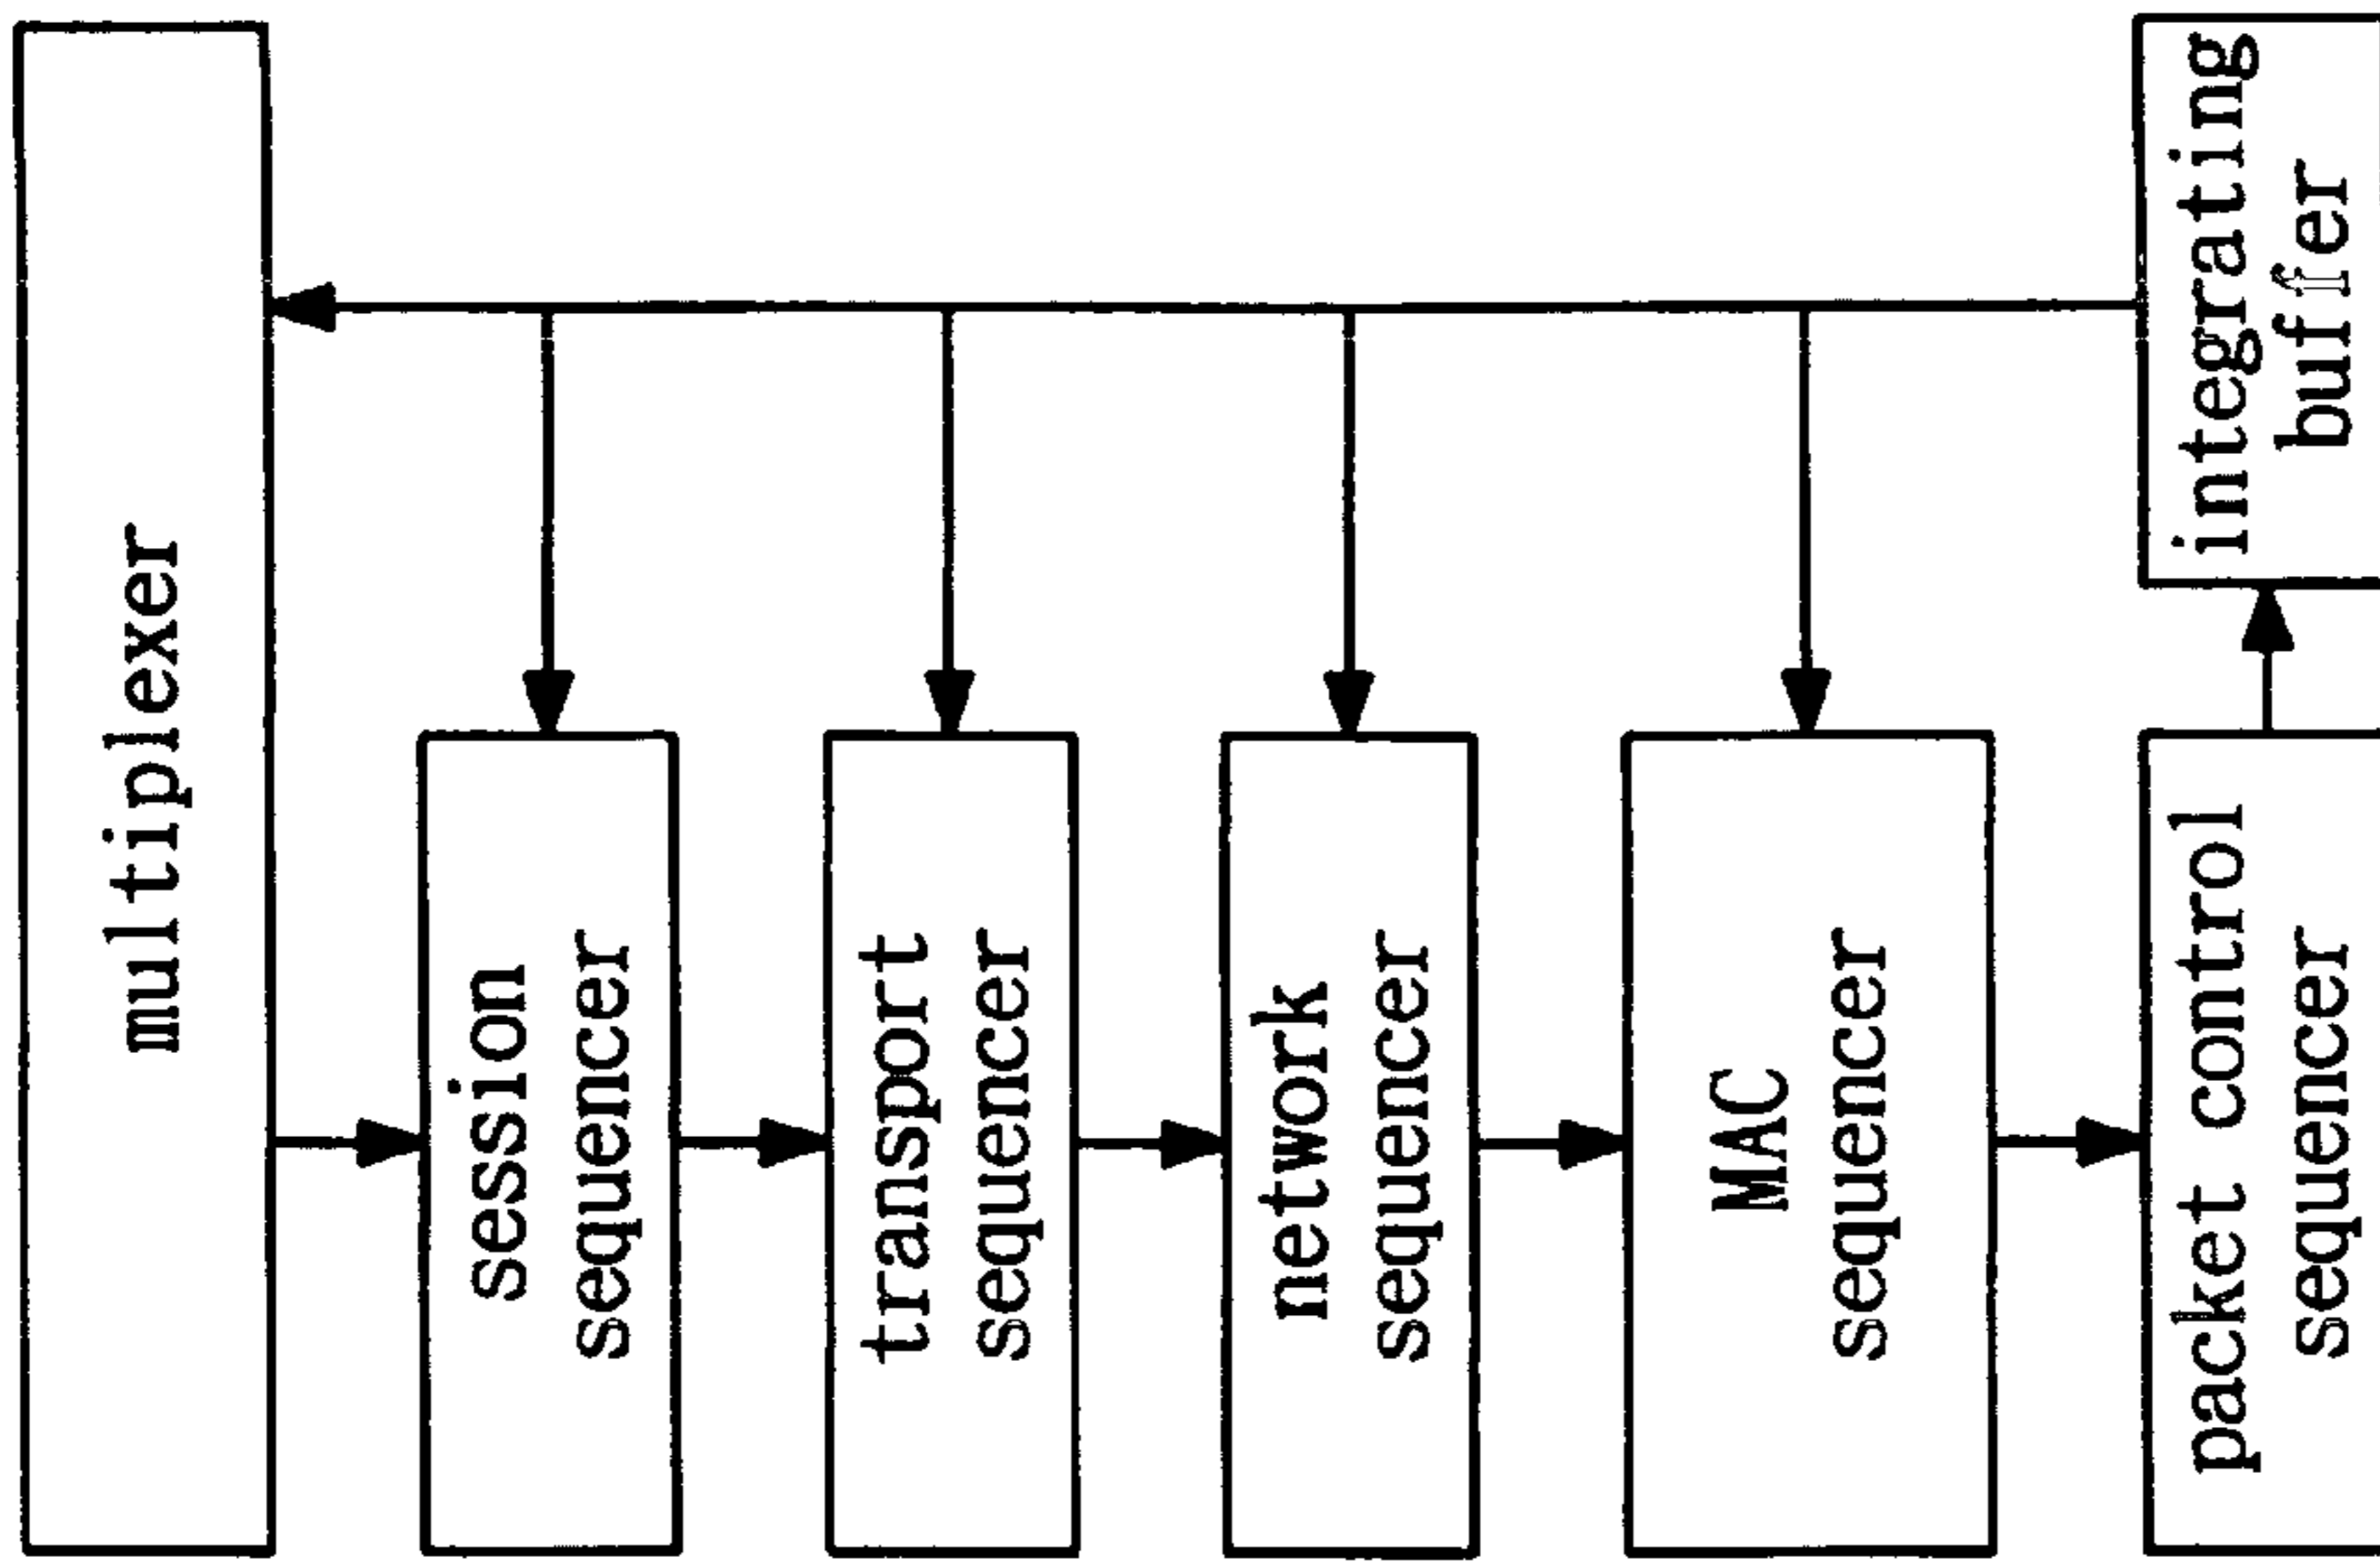 multiplexer
session
sequencer
transport
sequencer
network
sequencer
MAC
sequencer
packet control
sequencer
integrating
buffer